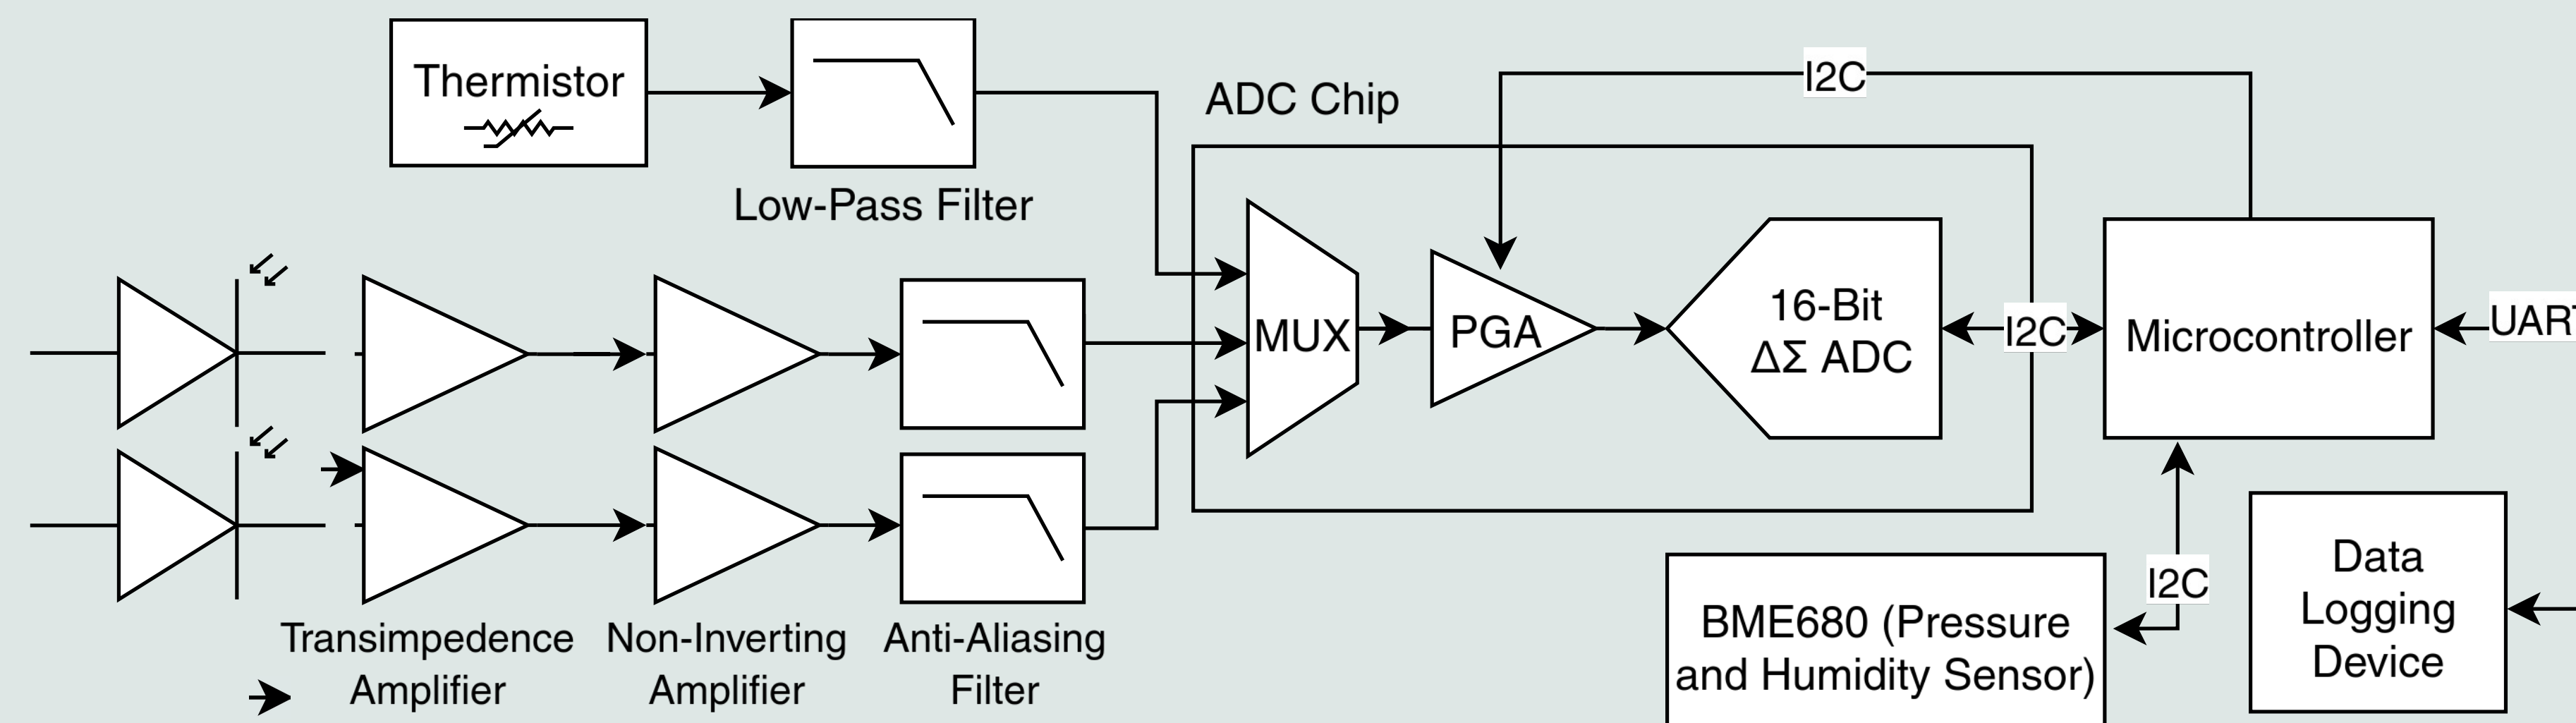 Thermistor
Low-Pass Filter
ADC Chip
I2C
MUX
PGA
16-Bit
ΔΣ ADC
I2C
Microcontroller
UART
Transimpedence
Amplifier
Non-Inverting
Amplifier
Anti-Aliasing
Filter
BME680 (Pressure
and Humidity Sensor)
I2C
Data
Logging
Device